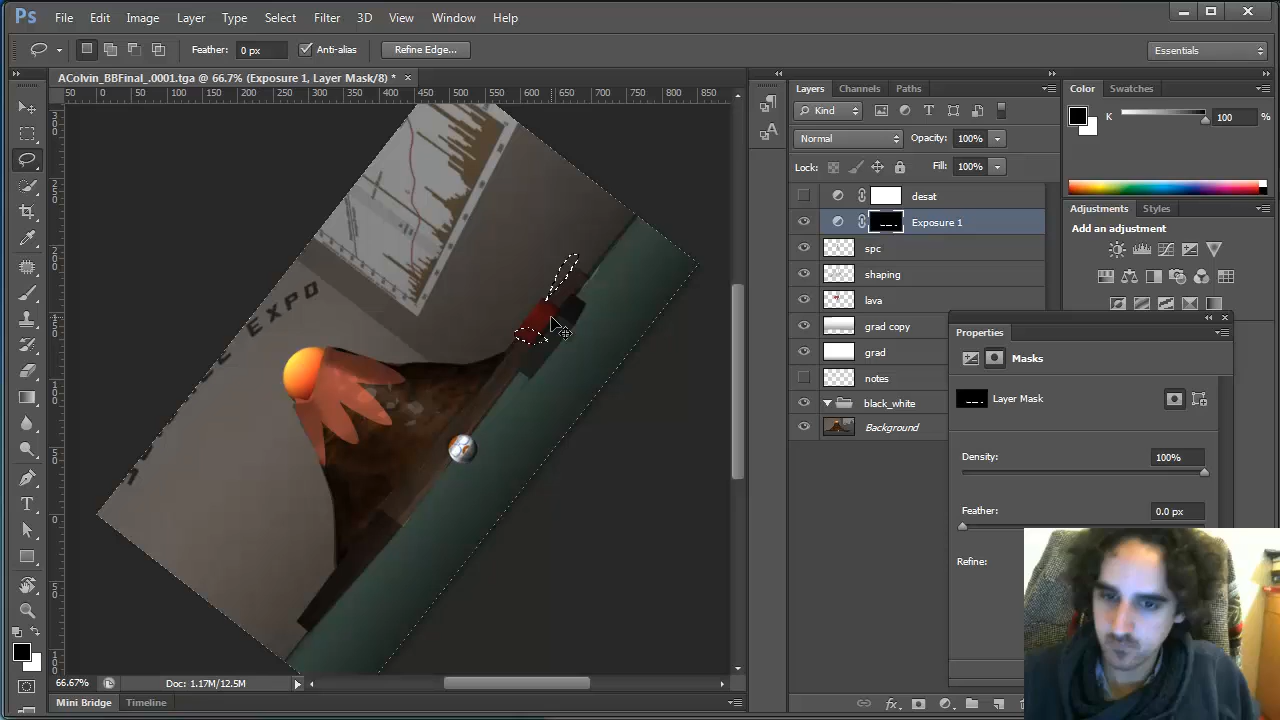 Ps File Edit Image Layer Type Select Filter 3D View Window Help
Feather: 0 px Anti-alias Refine Edge... Essentials
ACobvin_BBFinal_.0001.tga @ 66.7% (Exposure 1, Layer Mask/8) * ×
50 0 50 100 150 200 250 300 350 400 450 500 550 600 650 700 750 800 850
Layers Channels Paths
Kind
Normal Opacity: 100%
Lock: Fill: 100%
desat
Exposure 1
spc
shaping
lava
grad copy
grad
notes
black_white
Background
Color Swatches
K 100 %
Adjustments Styles
Add an adjustment
Properties
Masks
Layer Mask
Density: 100%
Feather: 0.0 px
Refine:
EXPO
66.67% Doc: 1.17M/12.5M
Mini Bridge Timeline